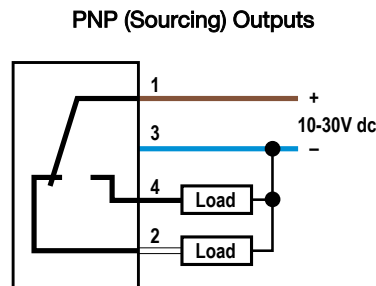 PNP (Sourcing) Outputs
1
+
10-30V dc
3
–
4
Load
2
Load